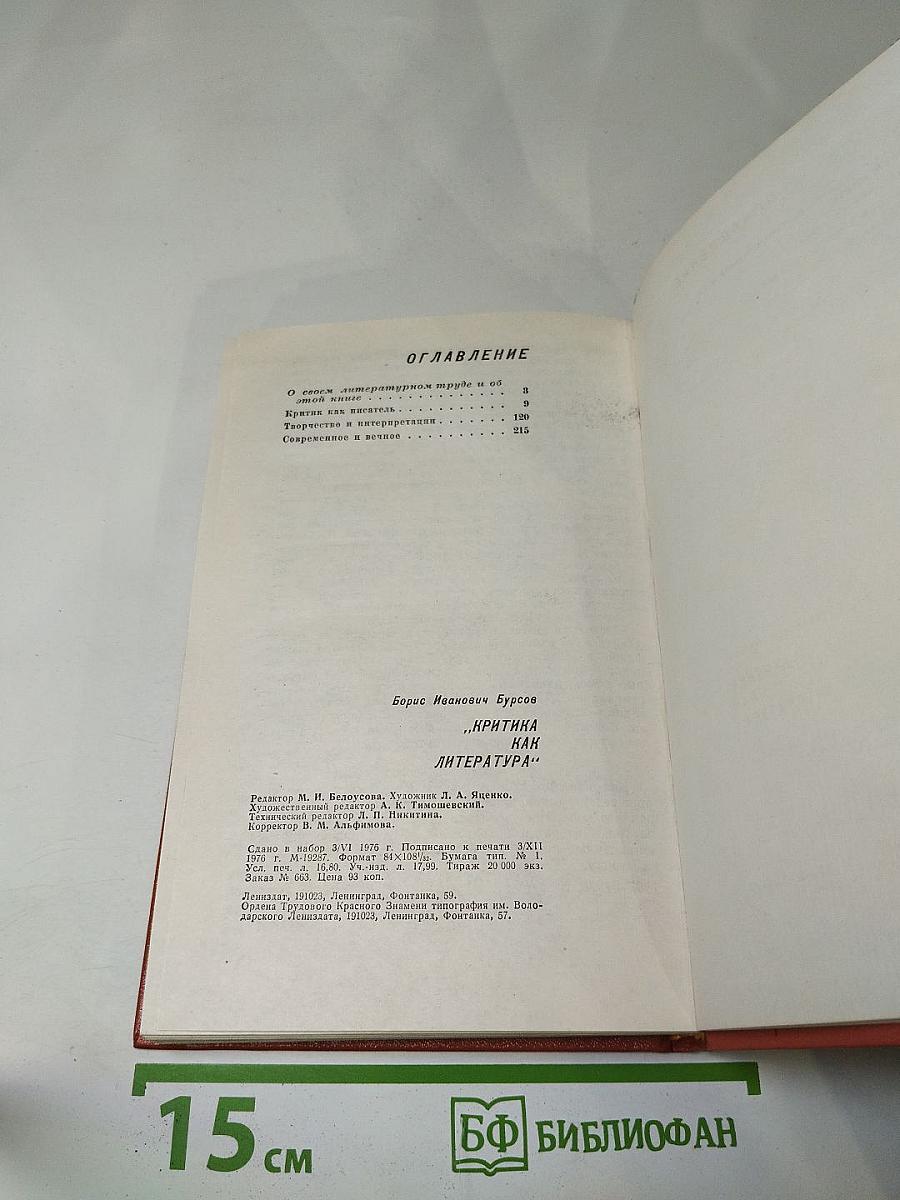 ОГЛАВЛЕНИЕ
О своем литературном труде и об
этой книге . . . . . . . . . . . . . . 3
Критик как писатель . . . . . . . . . . . 9
Творчество и интерпретации . . . . . . . 120
Современное и вечное . . . . . . . . . . 215
Борис Иванович Бурсов
„КРИТИКА
КАК
ЛИТЕРАТУРА“
Редактор М. И. Белоусова. Художник Л. А. Яценко.
Художественный редактор А. К. Тимошевский.
Технический редактор Л. П. Никитина.
Корректор В. М. Альфимова.
Сдано в набор 3/VI 1976 г. Подписано к печати 3/XII
1976 г. М-19287. Формат 84×108¹/₃₂. Бумага тип. № 1.
Усл. печ. л. 16,80. Уч.-изд. л. 17,99. Тираж 20 000 экз.
Заказ № 663. Цена 93 коп.
Лениздат, 191023, Ленинград, Фонтанка, 59.
Ордена Трудового Красного Знамени типография им. Воло-
дарского Лениздата, 191023, Ленинград, Фонтанка, 57.
15 см
БФ БИБЛИОФАН